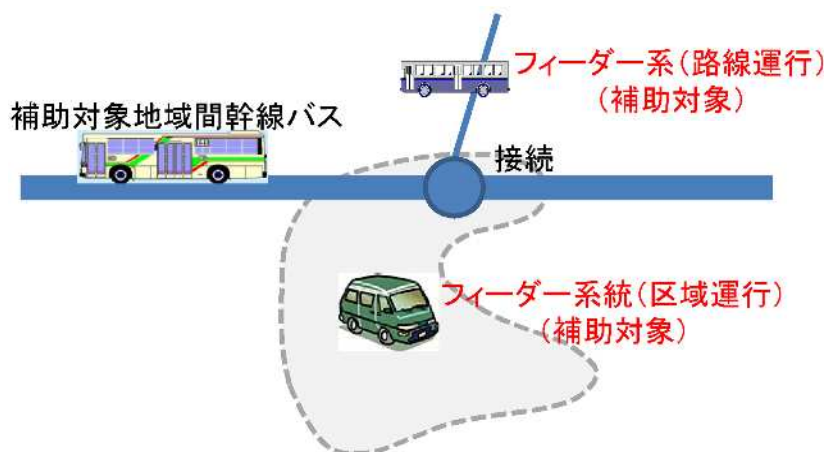 フィーダー系(路線運行)
(補助対象)
補助対象地域間幹線バス
接続
フィーダー系統(区域運行)
(補助対象)